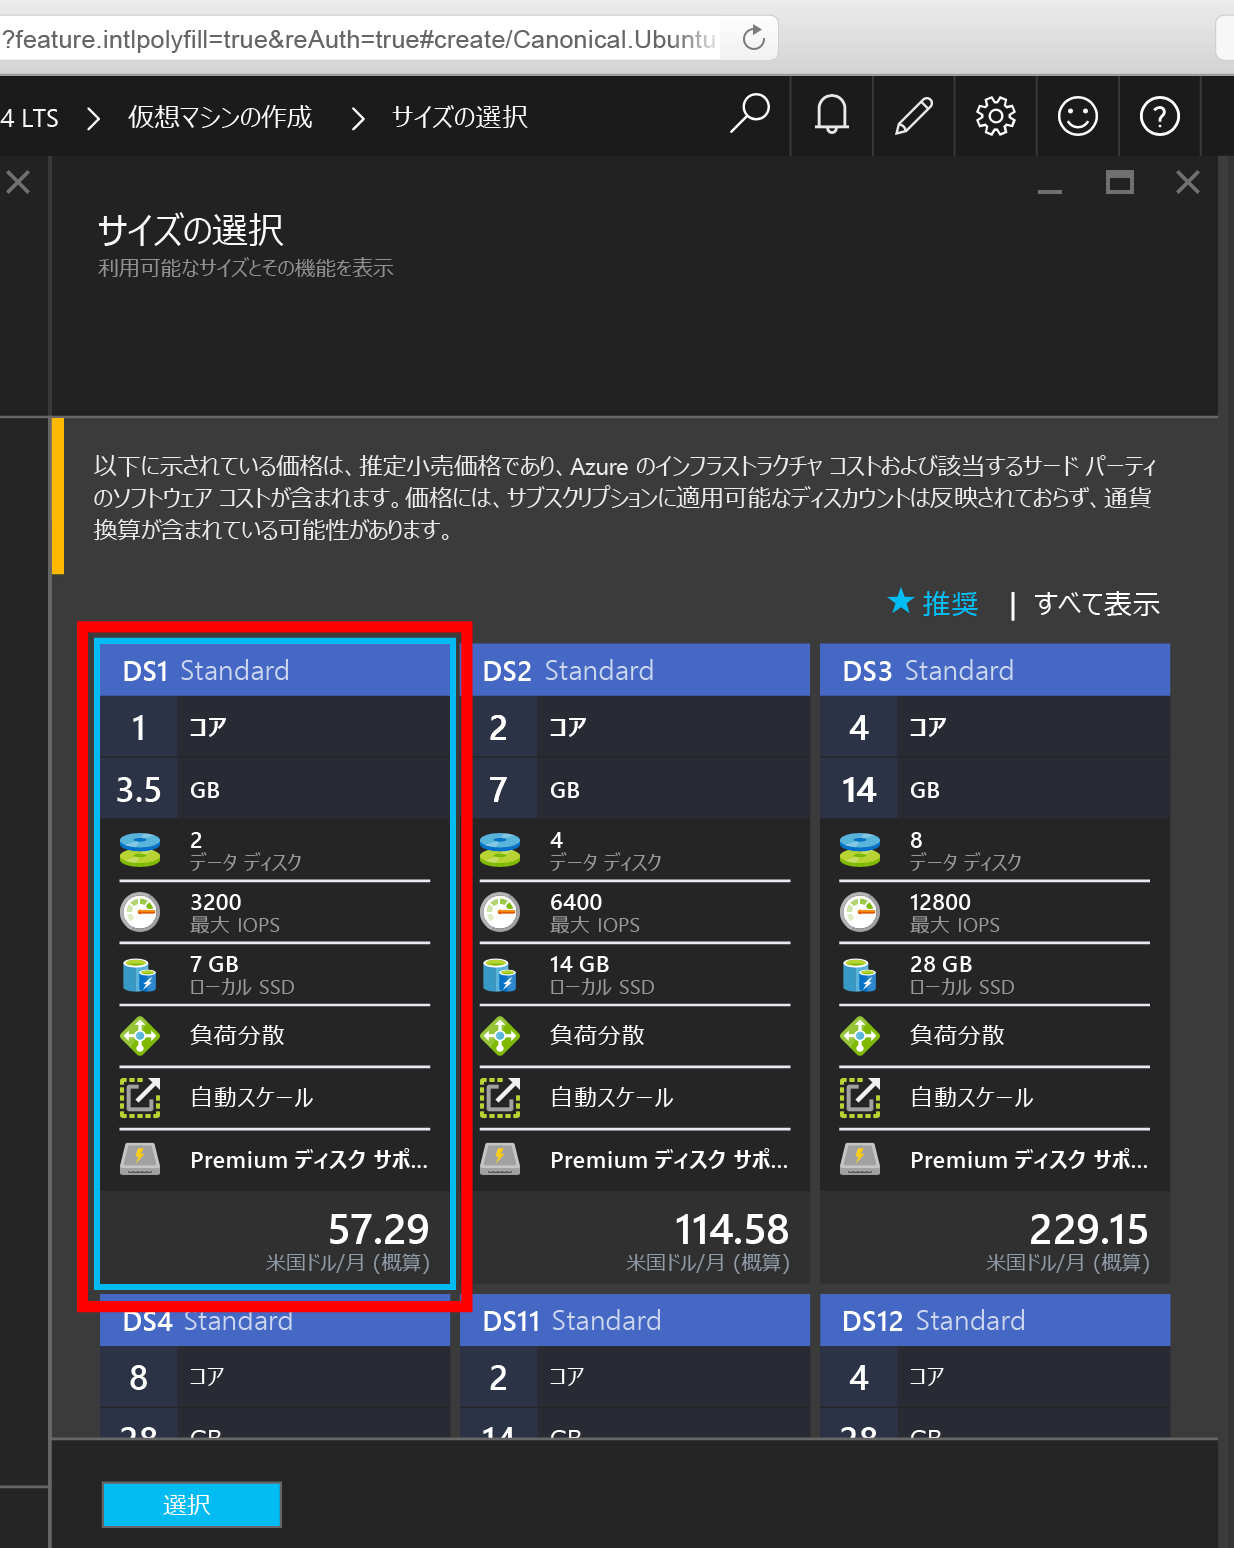 ?feature.intlpolyfill=true&reAuth=true#create/Canonical.Ubuntu
4 LTS > 仮想マシンの作成 > サイズの選択
サイズの選択
利用可能なサイズとその機能を表示
以下に示されている価格は、推定小売価格であり、Azure のインフラストラクチャ コストおよび該当するサード パーティ
のソフトウェア コストが含まれます。価格には、サブスクリプションに適用可能なディスカウントは反映されておらず、通貨
換算が含まれている可能性があります。
★ 推奨 | すべて表示
DS1 Standard
1 コア
3.5 GB
2
データ ディスク
3200
最大 IOPS
7 GB
ローカル SSD
負荷分散
自動スケール
Premium ディスク サポ...
57.29
米国ドル/月 (概算)
DS2 Standard
2 コア
7 GB
4
データ ディスク
6400
最大 IOPS
14 GB
ローカル SSD
負荷分散
自動スケール
Premium ディスク サポ...
114.58
米国ドル/月 (概算)
DS3 Standard
4 コア
14 GB
8
データ ディスク
12800
最大 IOPS
28 GB
ローカル SSD
負荷分散
自動スケール
Premium ディスク サポ...
229.15
米国ドル/月 (概算)
DS4 Standard
8 コア
28 GB
DS11 Standard
2 コア
14 GB
DS12 Standard
4 コア
28 GB
選択